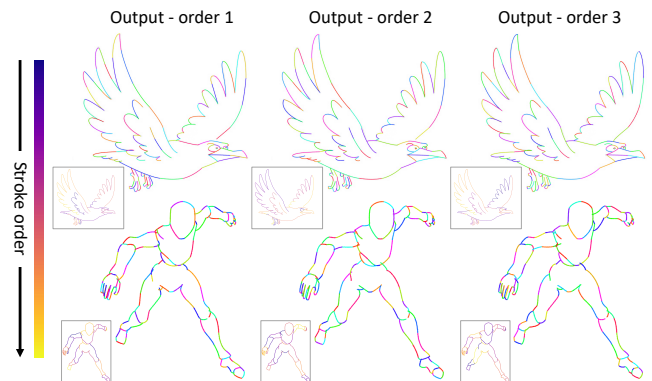 Output - order 1
Output - order 2
Output - order 3
Stroke order